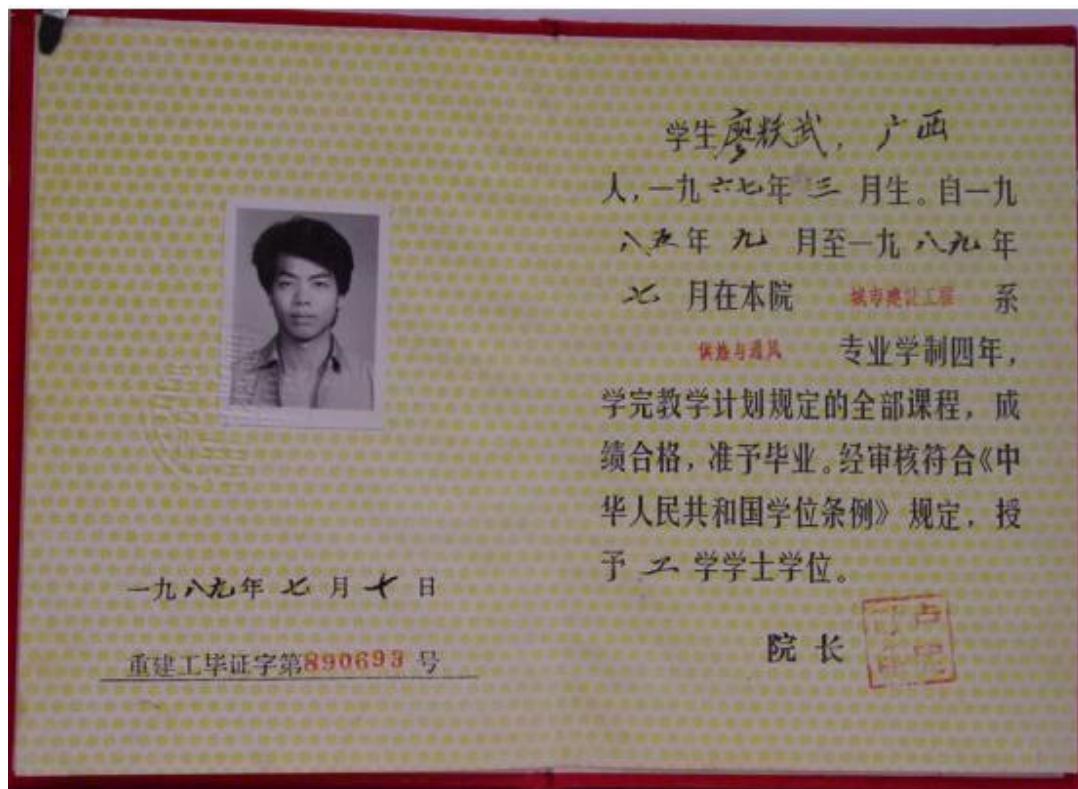 一九八九年七月十日
重建工毕证字第890693号
学生廖 武，广西
人，一九六七年三月生。自一九
八五年九月至一九八九年
七月在本院 城市建设工程 系
供热与通风 专业学制四年，
学完教学计划规定的全部课程，成
绩合格，准予毕业。经审核符合《中
华人民共和国学位条例》规定，授
予工学学士学位。
院长